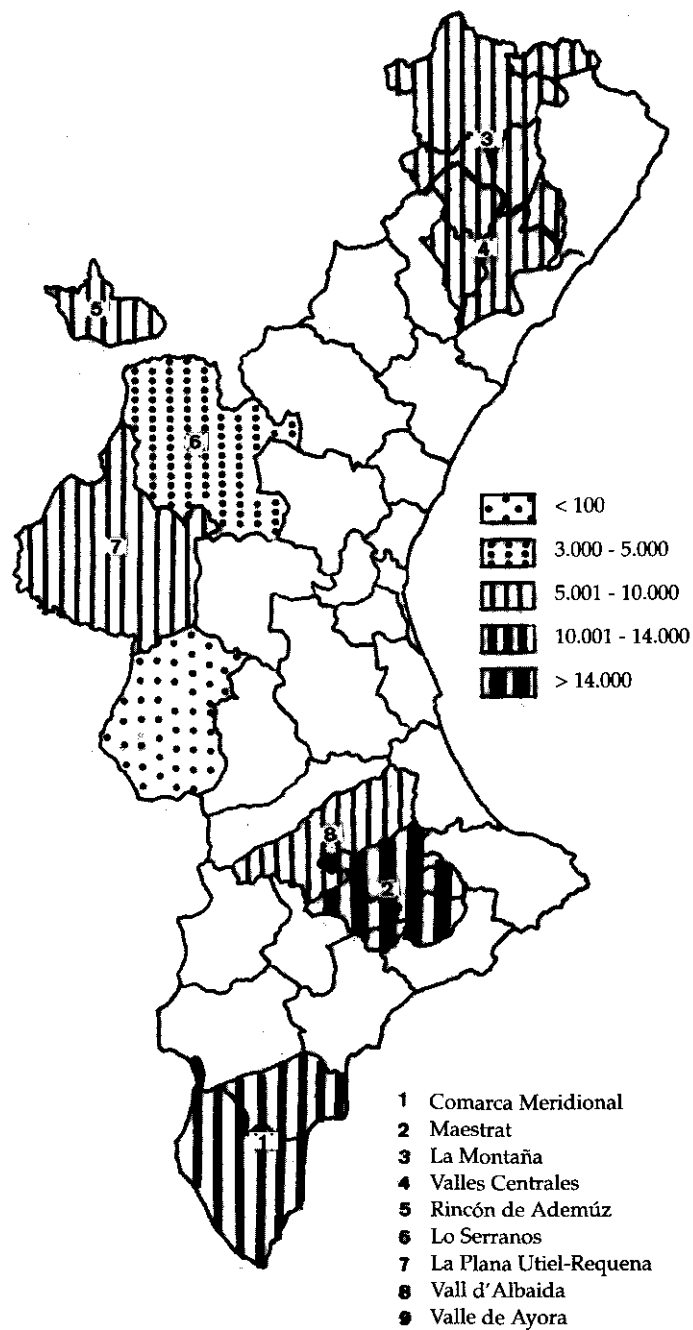 3
4
5
6
7
< 100
3.000 - 5.000
5.001 - 10.000
10.001 - 14.000
> 14.000
8
2
1
1 Comarca Meridional
2 Maestrat
3 La Montaña
4 Valles Centrales
5 Rincón de Ademúz
6 Lo Serranos
7 La Plana Utiel-Requena
8 Vall d'Albaida
9 Valle de Ayora